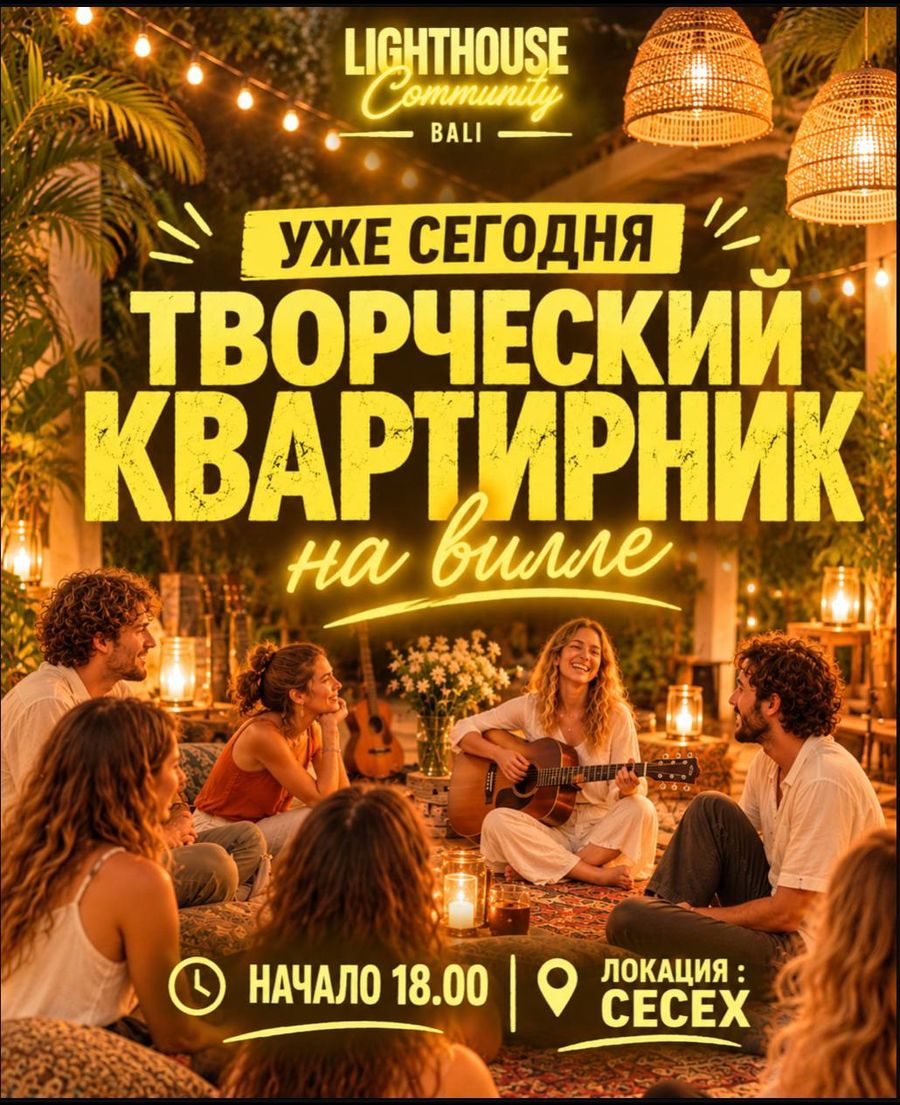 LIGHTHOUSE
Community
BALI
УЖЕ СЕГОДНЯ
ТВОРЧЕСКИЙ
КВАРТИРНИК
на вилле
НАЧАЛО 18.00
ЛОКАЦИЯ :
СЕСЕХ